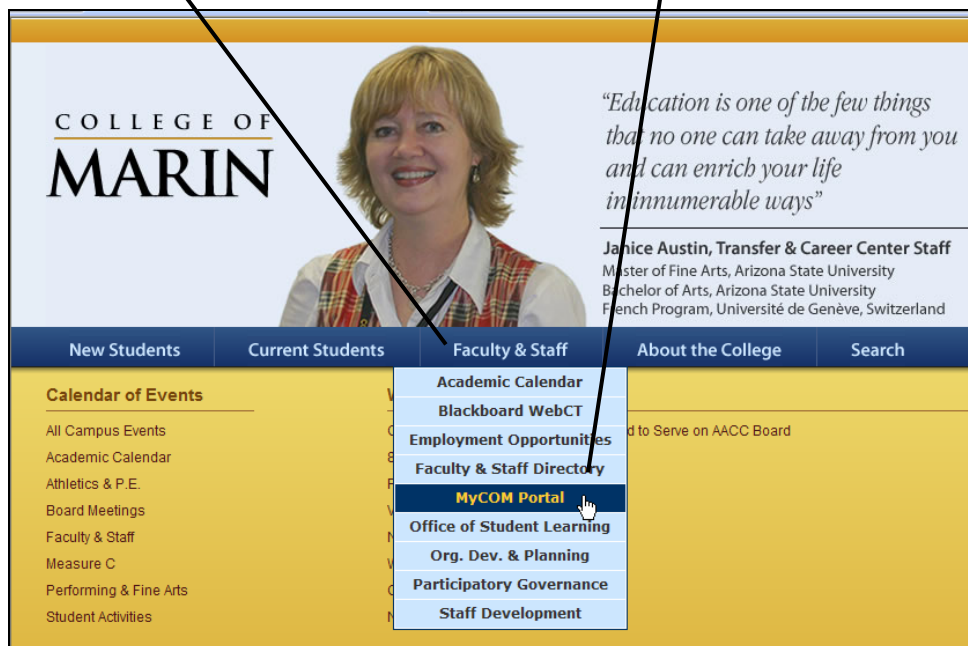 COLLEGE OF
MARIN
“Education is one of the few things
that no one can take away from you
and can enrich your life
in innumerable ways”
Janice Austin, Transfer & Career Center Staff
Master of Fine Arts, Arizona State University
Bachelor of Arts, Arizona State University
French Program, Université de Genève, Switzerland
New Students
Current Students
Faculty & Staff
About the College
Search
Calendar of Events
All Campus Events
Academic Calendar
Athletics & P.E.
Board Meetings
Faculty & Staff
Measure C
Performing & Fine Arts
Student Activities
Academic Calendar
Blackboard WebCT
Employment Opportunities
Faculty & Staff Directory
MyCOM Portal
Office of Student Learning
Org. Dev. & Planning
Participatory Governance
Staff Development
to Serve on AACC Board